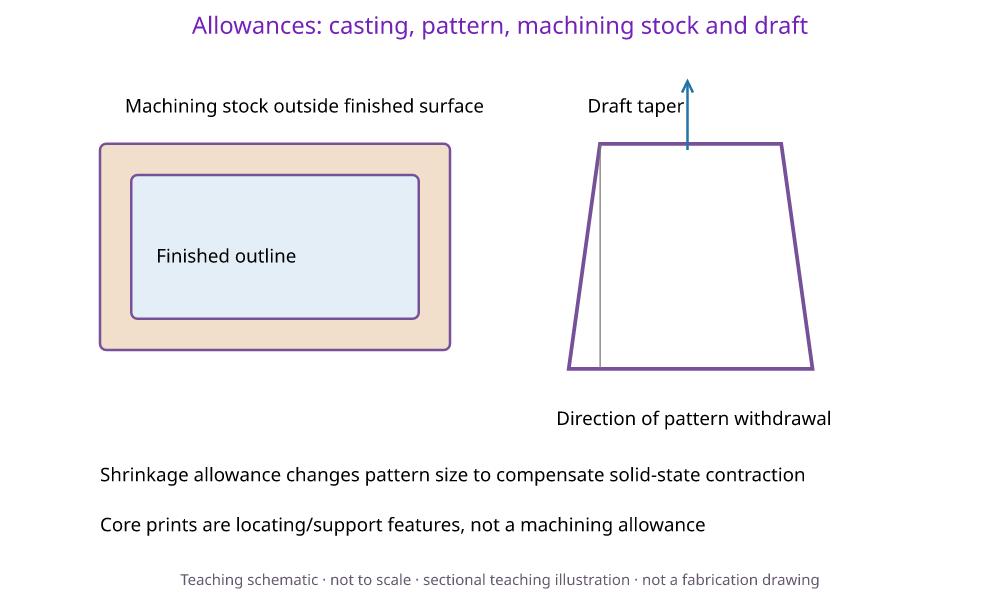 Allowances: casting, pattern, machining stock and draft
Machining stock outside finished surface
Draft taper
Finished outline
Direction of pattern withdrawal
Shrinkage allowance changes pattern size to compensate solid-state contraction
Core prints are locating/support features, not a machining allowance
Teaching schematic · not to scale · sectional teaching illustration · not a fabrication drawing